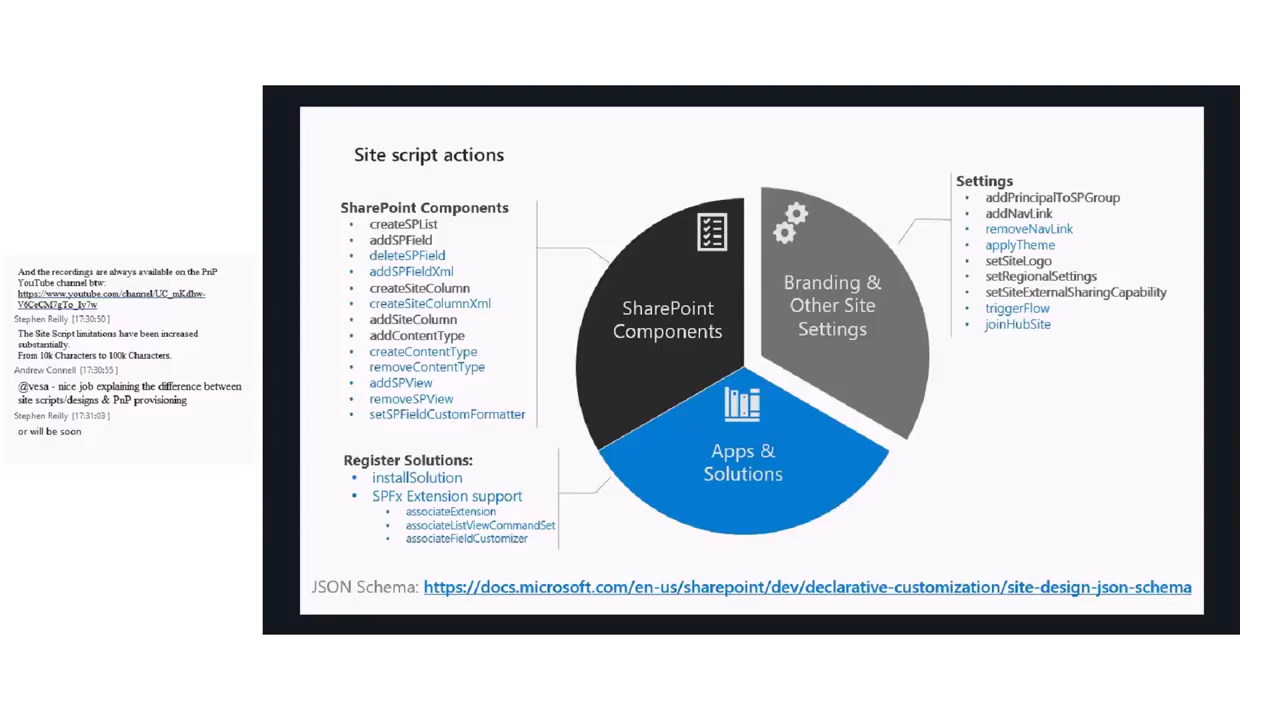 And the recordings are always available on the PnP
YouTube channel btw:
https://www.youtube.com/channel/UC_mKdhw-
V6CeCM7gTo_Iy7w
Stephen Reilly [17:30:50]
The Site Script limitations have been increased
substantially.
From 10k Characters to 100k Characters.
Andrew Connell [17:30:55]
@vesa - nice job explaining the difference between
site scripts/designs & PnP provisioning
Stephen Reilly [17:31:03]
or will be soon
Site script actions
SharePoint Components
• createSPList
• addSPField
• deleteSPField
• addSPFieldXml
• createSiteColumn
• createSiteColumnXml
• addSiteColumn
• addContentType
• createContentType
• removeContentType
• addSPView
• removeSPView
• setSPFieldCustomFormatter
Register Solutions:
• installSolution
• SPFx Extension support
• associateExtension
• associateListViewCommandSet
• associateFieldCustomizer
SharePoint
Components
Branding &
Other Site
Settings
Apps &
Solutions
Settings
• addPrincipalToSPGroup
• addNavLink
• removeNavLink
• applyTheme
• setSiteLogo
• setRegionalSettings
• setSiteExternalSharingCapability
• triggerFlow
• joinHubSite
JSON Schema: https://docs.microsoft.com/en-us/sharepoint/dev/declarative-customization/site-design-json-schema